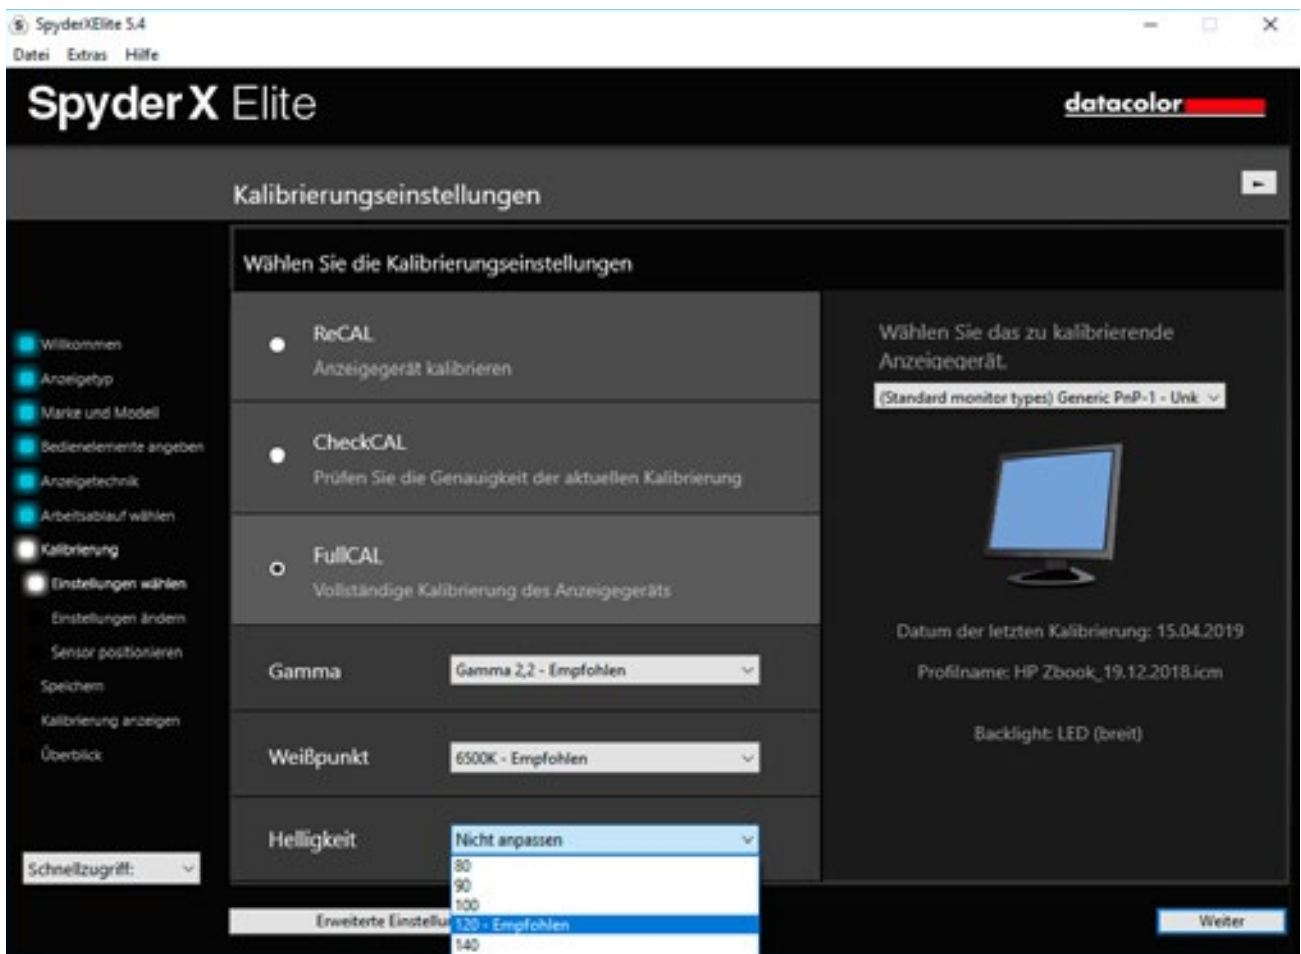 SpyderXElite 5.4
Datei Extras Hilfe
Spyder X Elite
datacolor
Kalibrierungseinstellungen
Wählen Sie die Kalibrierungseinstellungen
ReCAL
Anzeigegerät kalibrieren
CheckCAL
Prüfen Sie die Genauigkeit der aktuellen Kalibrierung
FullCAL
Vollständige Kalibrierung des Anzeigegeräts
Gamma
Gamma 2,2 - Empfohlen
Weißpunkt
6500K - Empfohlen
Helligkeit
Nicht anpassen
80
90
100
120 - Empfohlen
140
Willkommen
Anzeigetyp
Marke und Modell
Bedienelemente angeben
Anzeigetechnik
Arbeitsablauf wählen
Kalibrierung
Einstellungen wählen
Einstellungen ändern
Sensor positionieren
Speichern
Kalibrierung anzeigen
Überblick
Schnellzugriff:
Wählen Sie das zu kalibrierende
Anzeigegerät.
(Standard monitor types) Generic PnP-1 - Unk
Datum der letzten Kalibrierung: 15.04.2019
Profilname: HP Zbook_19.12.2018.icm
Backlight: LED (breit)
Erweiterte Einstellu
Weiter